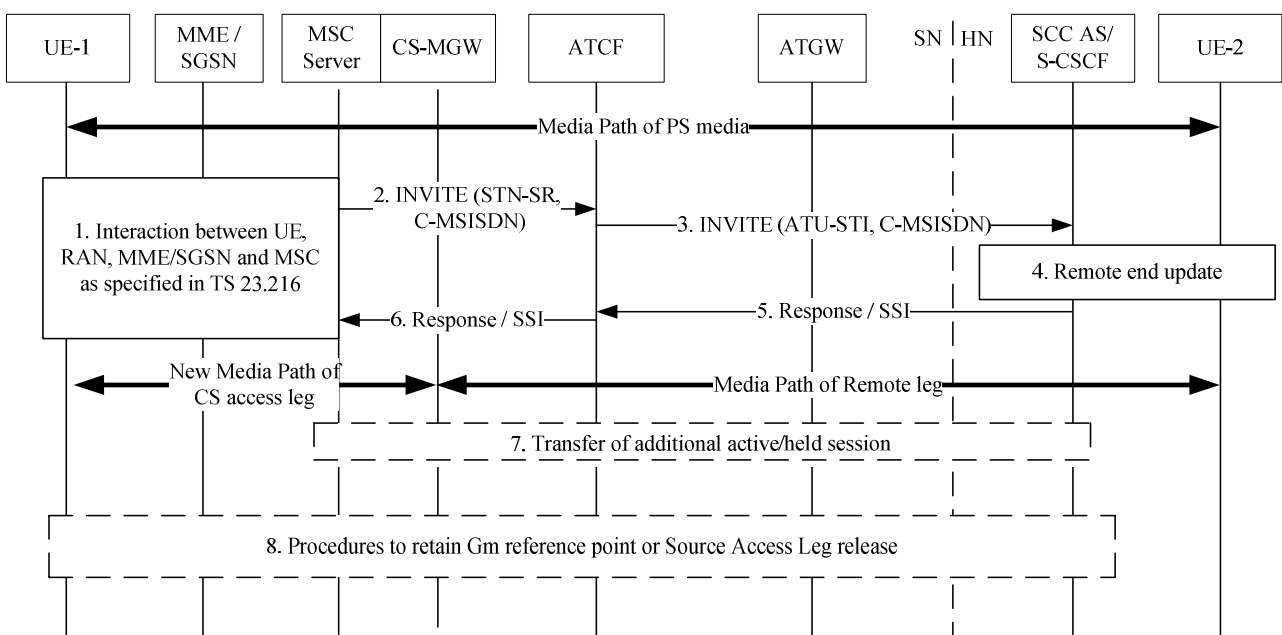 UE-1
MME /
SGSN
MSC
Server
CS-MGW
ATCF
ATGW
SN
HN
SCC AS/
S-CSCF
UE-2
Media Path of PS media
1. Interaction between UE,
RAN, MME/SGSN and MSC
as specified in TS 23.216
2. INVITE (STN-SR,
C-MSISDN)
3. INVITE (ATU-STI, C-MSISDN)
4. Remote end update
5. Response / SSI
6. Response / SSI
New Media Path of
CS access leg
Media Path of Remote leg
7. Transfer of additional active/held session
8. Procedures to retain Gm reference point or Source Access Leg release